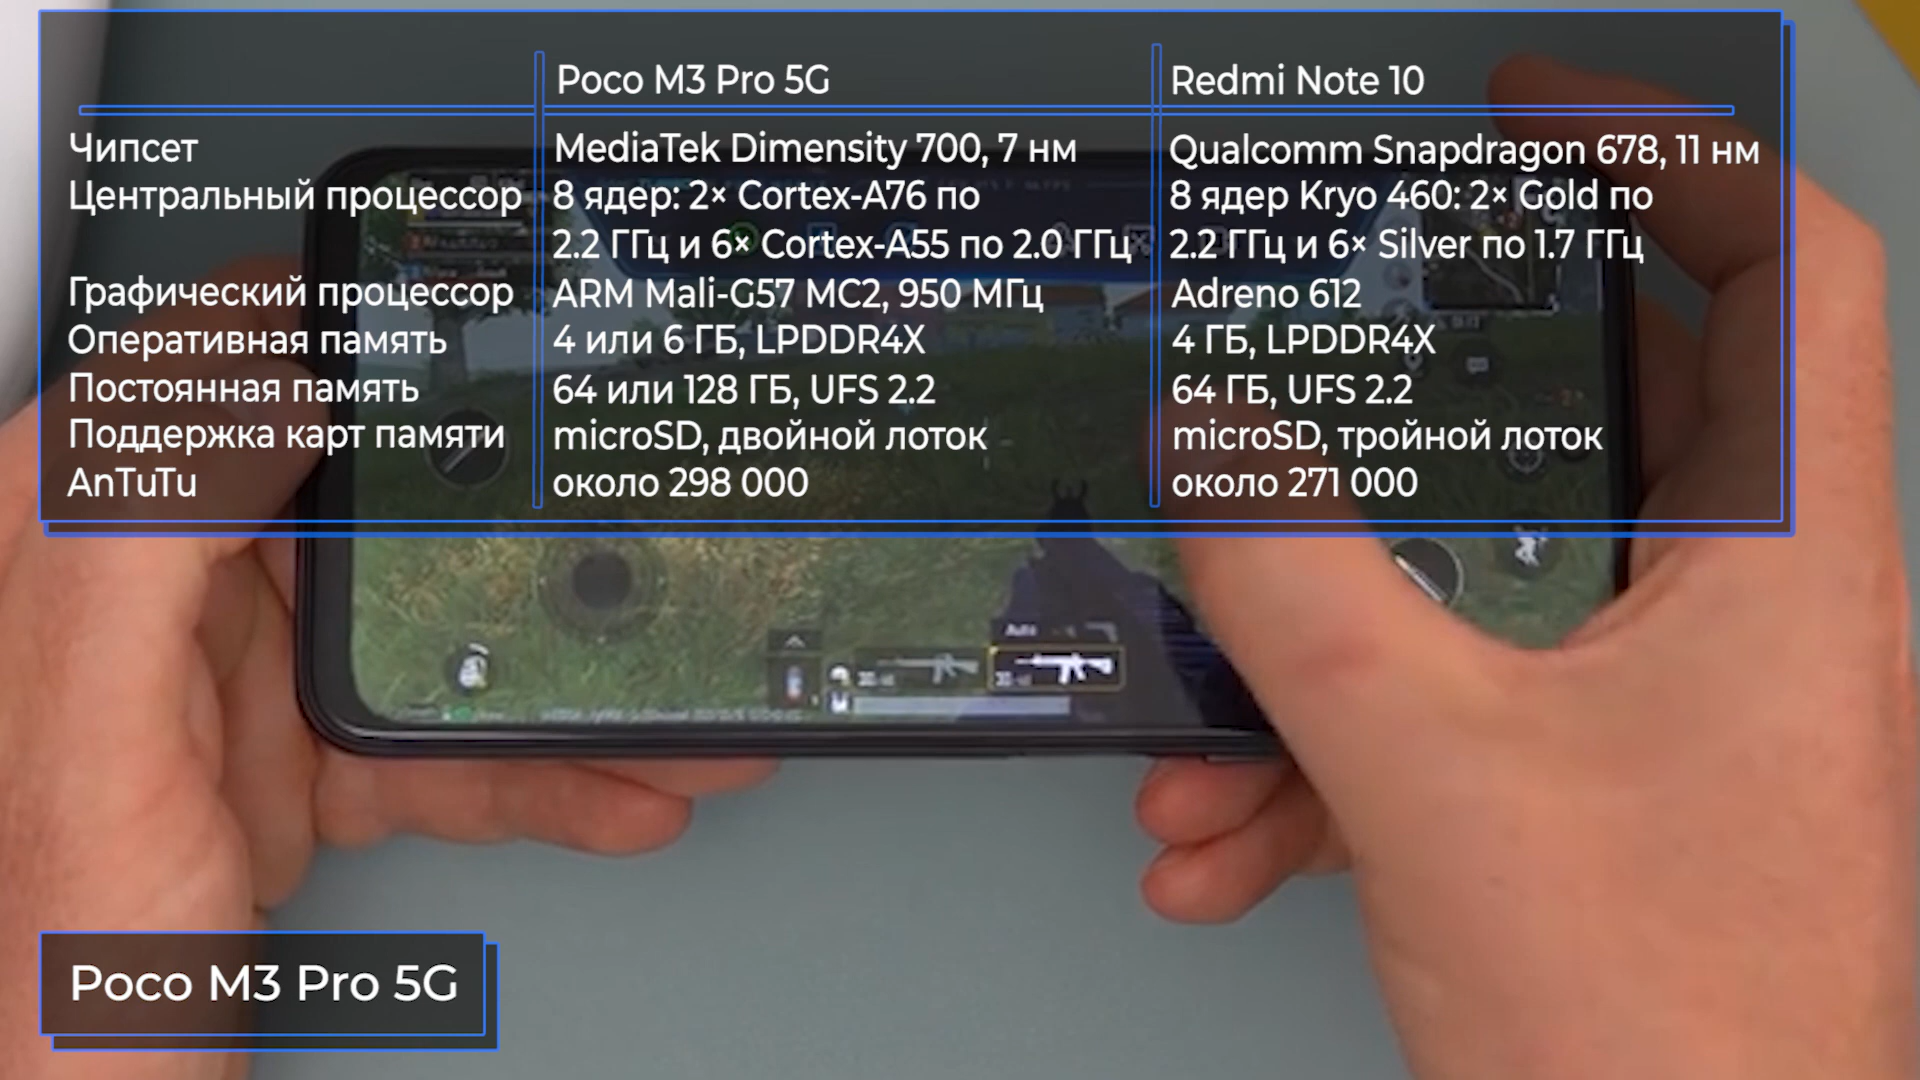 Poco M3 Pro 5G
Redmi Note 10
Чипсет
MediaTek Dimensity 700, 7 нм
Qualcomm Snapdragon 678, 11 нм
Центральный процессор
8 ядер: 2× Cortex-A76 по
2.2 ГГц и 6× Cortex-A55 по 2.0 ГГц
8 ядер Kryo 460: 2× Gold по
2.2 ГГц и 6× Silver по 1.7 ГГц
Графический процессор
ARM Mali-G57 MC2, 950 МГц
Adreno 612
Оперативная память
4 или 6 ГБ, LPDDR4X
4 ГБ, LPDDR4X
Постоянная память
64 или 128 ГБ, UFS 2.2
64 ГБ, UFS 2.2
Поддержка карт памяти
microSD, двойной лоток
microSD, тройной лоток
AnTuTu
около 298 000
около 271 000
Auto
Poco M3 Pro 5G